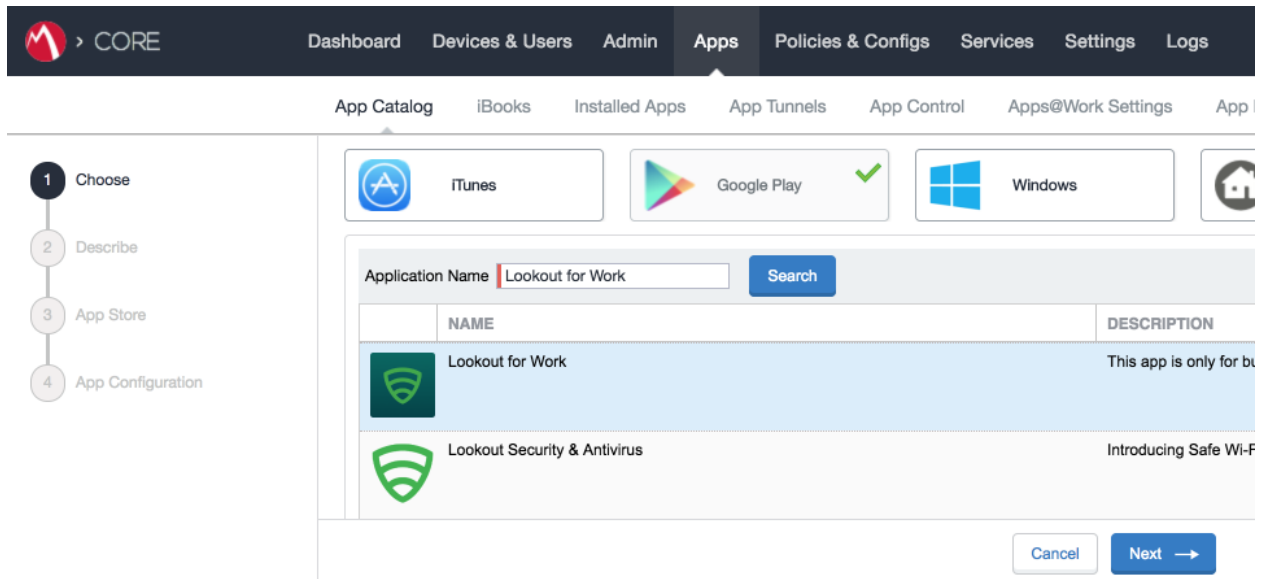 › CORE Dashboard Devices & Users Admin Apps Policies & Configs Services Settings Logs
App Catalog iBooks Installed Apps App Tunnels App Control Apps@Work Settings App
1 Choose
2 Describe
3 App Store
4 App Configuration
iTunes Google Play Windows
Application Name Lookout for Work Search
NAME DESCRIPTION
Lookout for Work This app is only for bu
Lookout Security & Antivirus Introducing Safe Wi-F
Cancel Next →